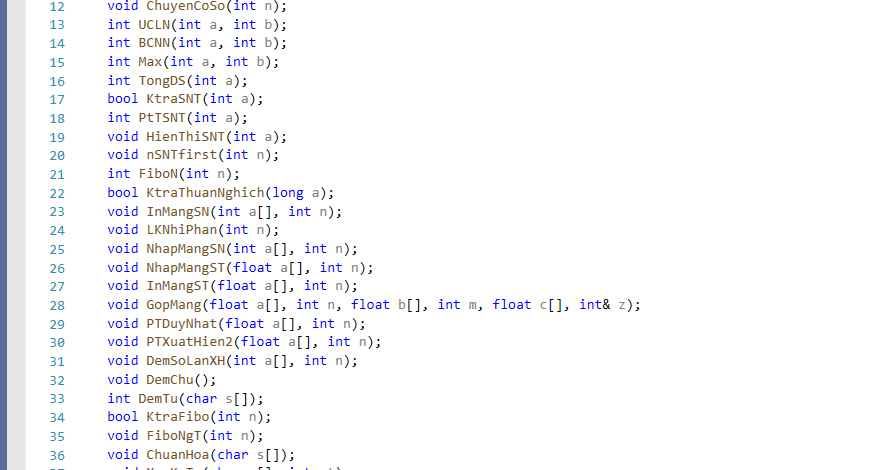 12 void ChuyenCoSo(int n);
13 int UCLN(int a, int b);
14 int BCNN(int a, int b);
15 int Max(int a, int b);
16 int TongDS(int a);
17 bool KtraSNT(int a);
18 int PtTSNT(int a);
19 void HienThiSNT(int a);
20 void nSNTfirst(int n);
21 int FiboN(int n);
22 bool KtraThuanNghich(long a);
23 void InMangSN(int a[], int n);
24 void LKNhiPhan(int n);
25 void NhapMangSN(int a[], int n);
26 void NhapMangST(float a[], int n);
27 void InMangST(float a[], int n);
28 void GopMang(float a[], int n, float b[], int m, float c[], int& z);
29 void PTDuyNhat(float a[], int n);
30 void PTXuatHien2(float a[], int n);
31 void DemSoLanXH(int a[], int n);
32 void DemChu();
33 int DemTu(char s[]);
34 bool KtraFibo(int n);
35 void FiboNgT(int n);
36 void ChuanHoa(char s[]);